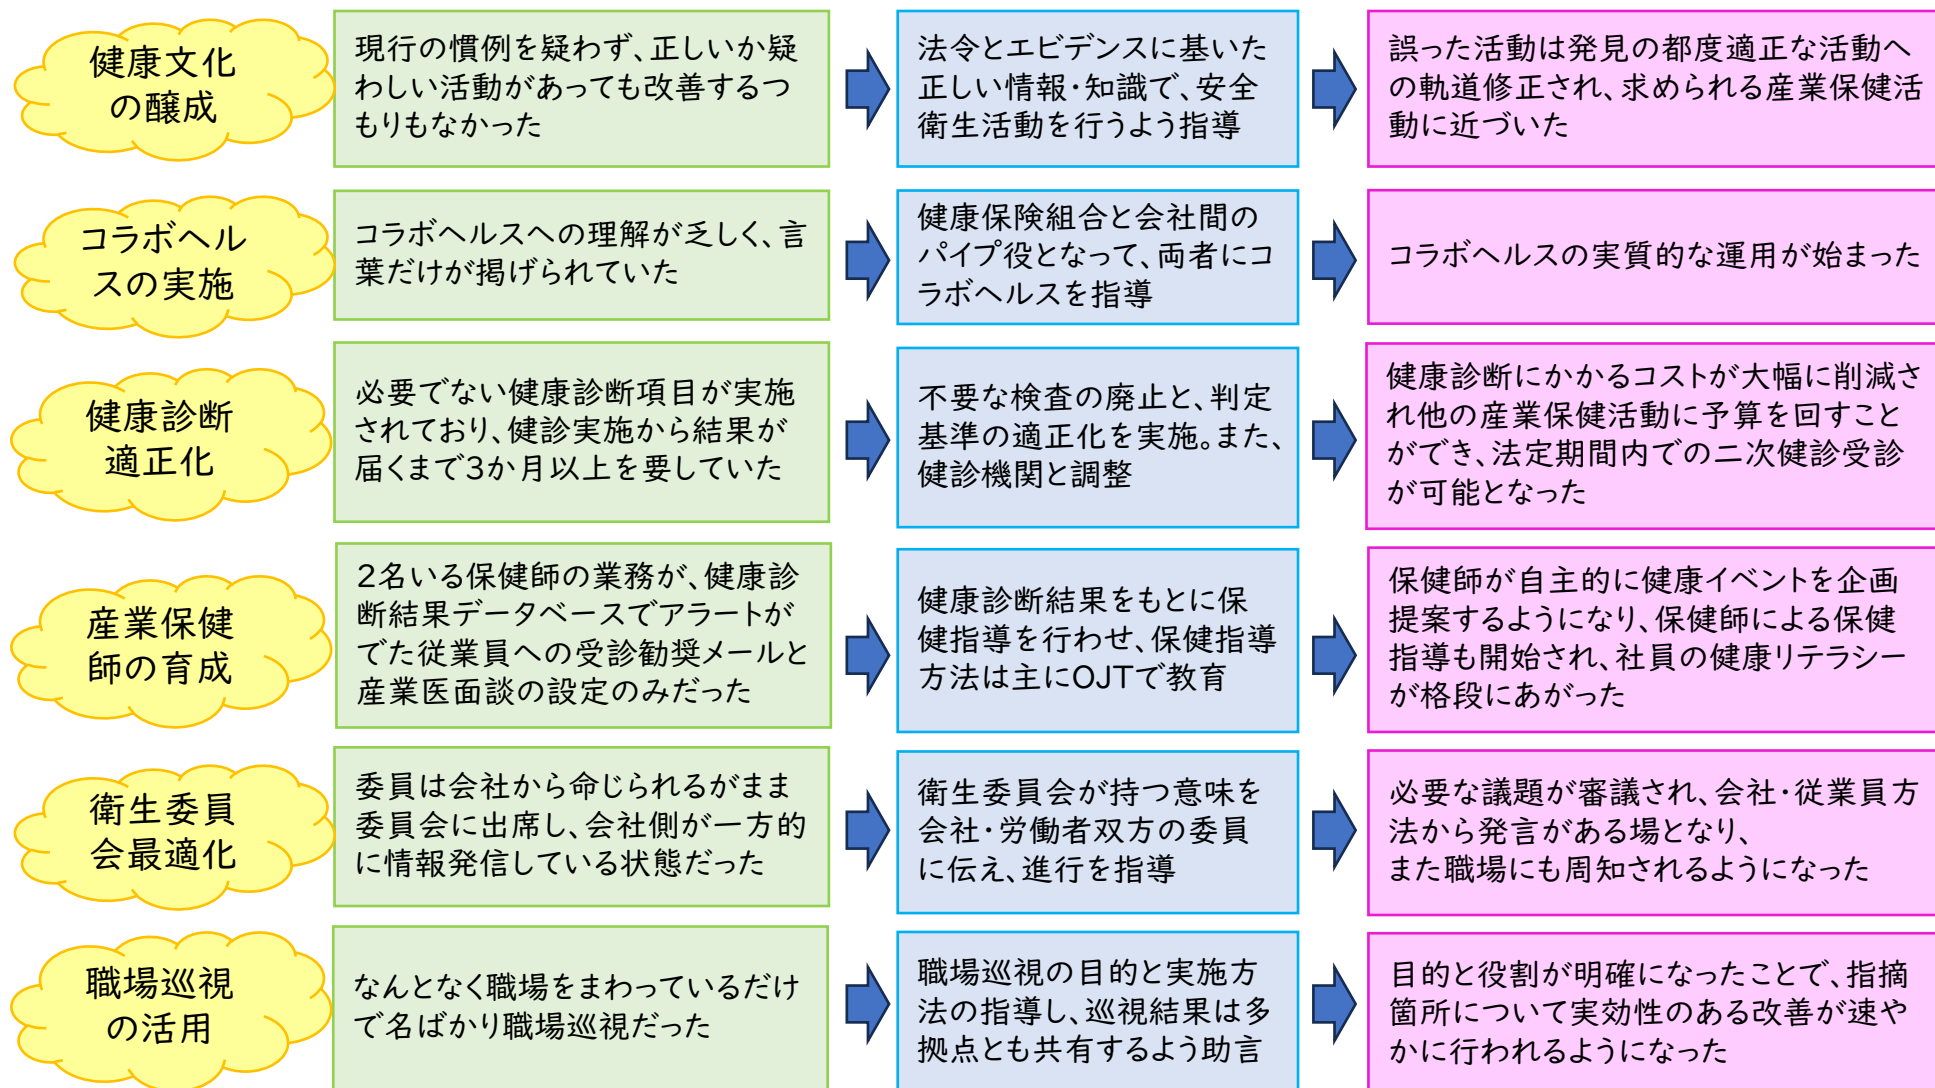 健康文化
の醸成
現行の慣例を疑わず、正しいか疑
わしい活動があっても改善するつ
もりもなかった
法令とエビデンスに基いた
正しい情報・知識で、安全
衛生活動を行うよう指導
誤った活動は発見の都度適正な活動へ
の軌道修正され、求められる産業保健活
動に近づいた
コラボヘル
スの実施
コラボヘルスへの理解が乏しく、言
葉だけが掲げられていた
健康保険組合と会社間の
パイプ役となって、両者にコ
ラボヘルスを指導
コラボヘルスの実質的な運用が始まった
健康診断
適正化
必要でない健康診断項目が実施
されており、健診実施から結果が
届くまで3か月以上を要していた
不要な検査の廃止と、判定
基準の適正化を実施。また、
健診機関と調整
健康診断にかかるコストが大幅に削減さ
れ他の産業保健活動に予算を回すこと
ができ、法定期間内での二次健診受診
が可能となった
産業保健
師の育成
2名いる保健師の業務が、健康診
断結果データベースでアラートが
でた従業員への受診勧奨メールと
産業医面談の設定のみだった
健康診断結果をもとに保
健指導を行わせ、保健指導
方法は主にOJTで教育
保健師が自主的に健康イベントを企画
提案するようになり、保健師による保健
指導も開始され、社員の健康リテラシー
が格段にあがった
衛生委員
会最適化
委員は会社から命じられるがまま
委員会に出席し、会社側が一方的
に情報発信している状態だった
衛生委員会が持つ意味を
会社・労働者双方の委員
に伝え、進行を指導
必要な議題が審議され、会社・従業員方
法から発言がある場となり、
また職場にも周知されるようになった
職場巡視
の活用
なんとなく職場をまわっているだけ
で名ばかり職場巡視だった
職場巡視の目的と実施方
法の指導し、巡視結果は多
拠点とも共有するよう助言
目的と役割が明確になったことで、指摘
箇所について実効性のある改善が速や
かに行われるようになった